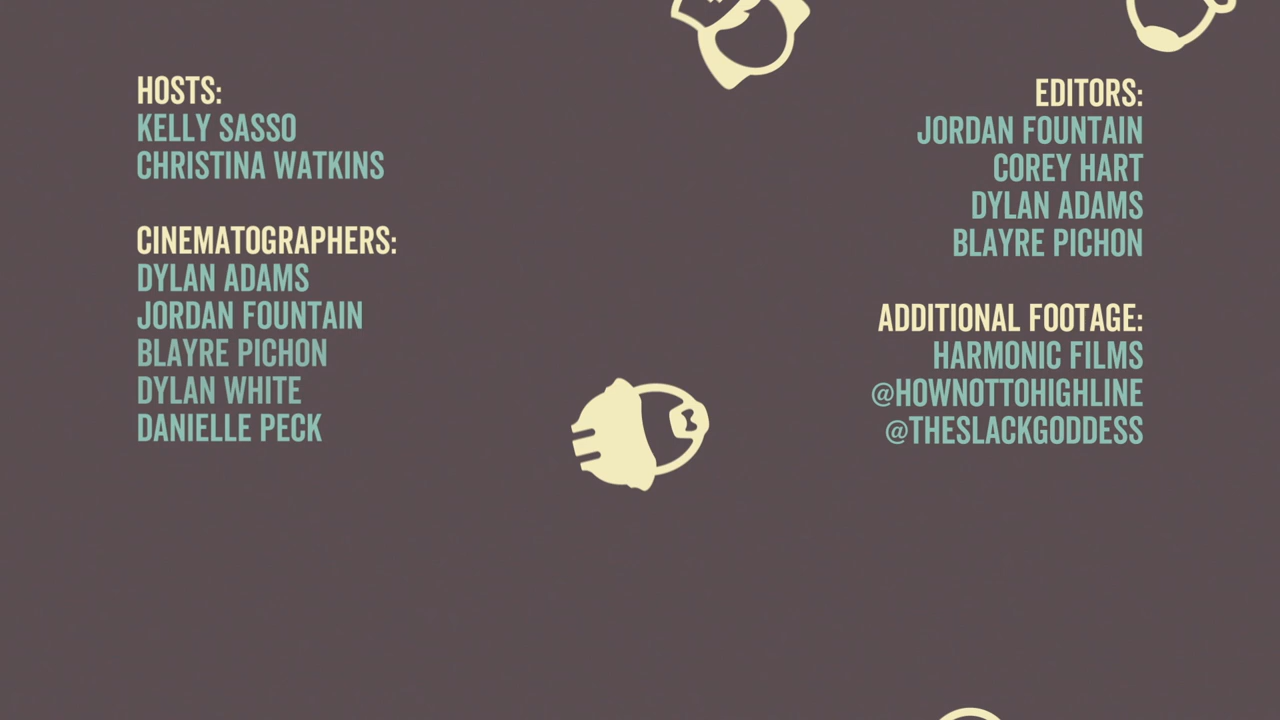 HOSTS:
KELLY SASSO
CHRISTINA WATKINS
CINEMATOGRAPHERS:
DYLAN ADAMS
JORDAN FOUNTAIN
BLAYRE PICHON
DYLAN WHITE
DANIELLE PECK
EDITORS:
JORDAN FOUNTAIN
COREY HART
DYLAN ADAMS
BLAYRE PICHON
ADDITIONAL FOOTAGE:
HARMONIC FILMS
@HOWNOTTOHIGHLINE
@THESLACKGODDESS